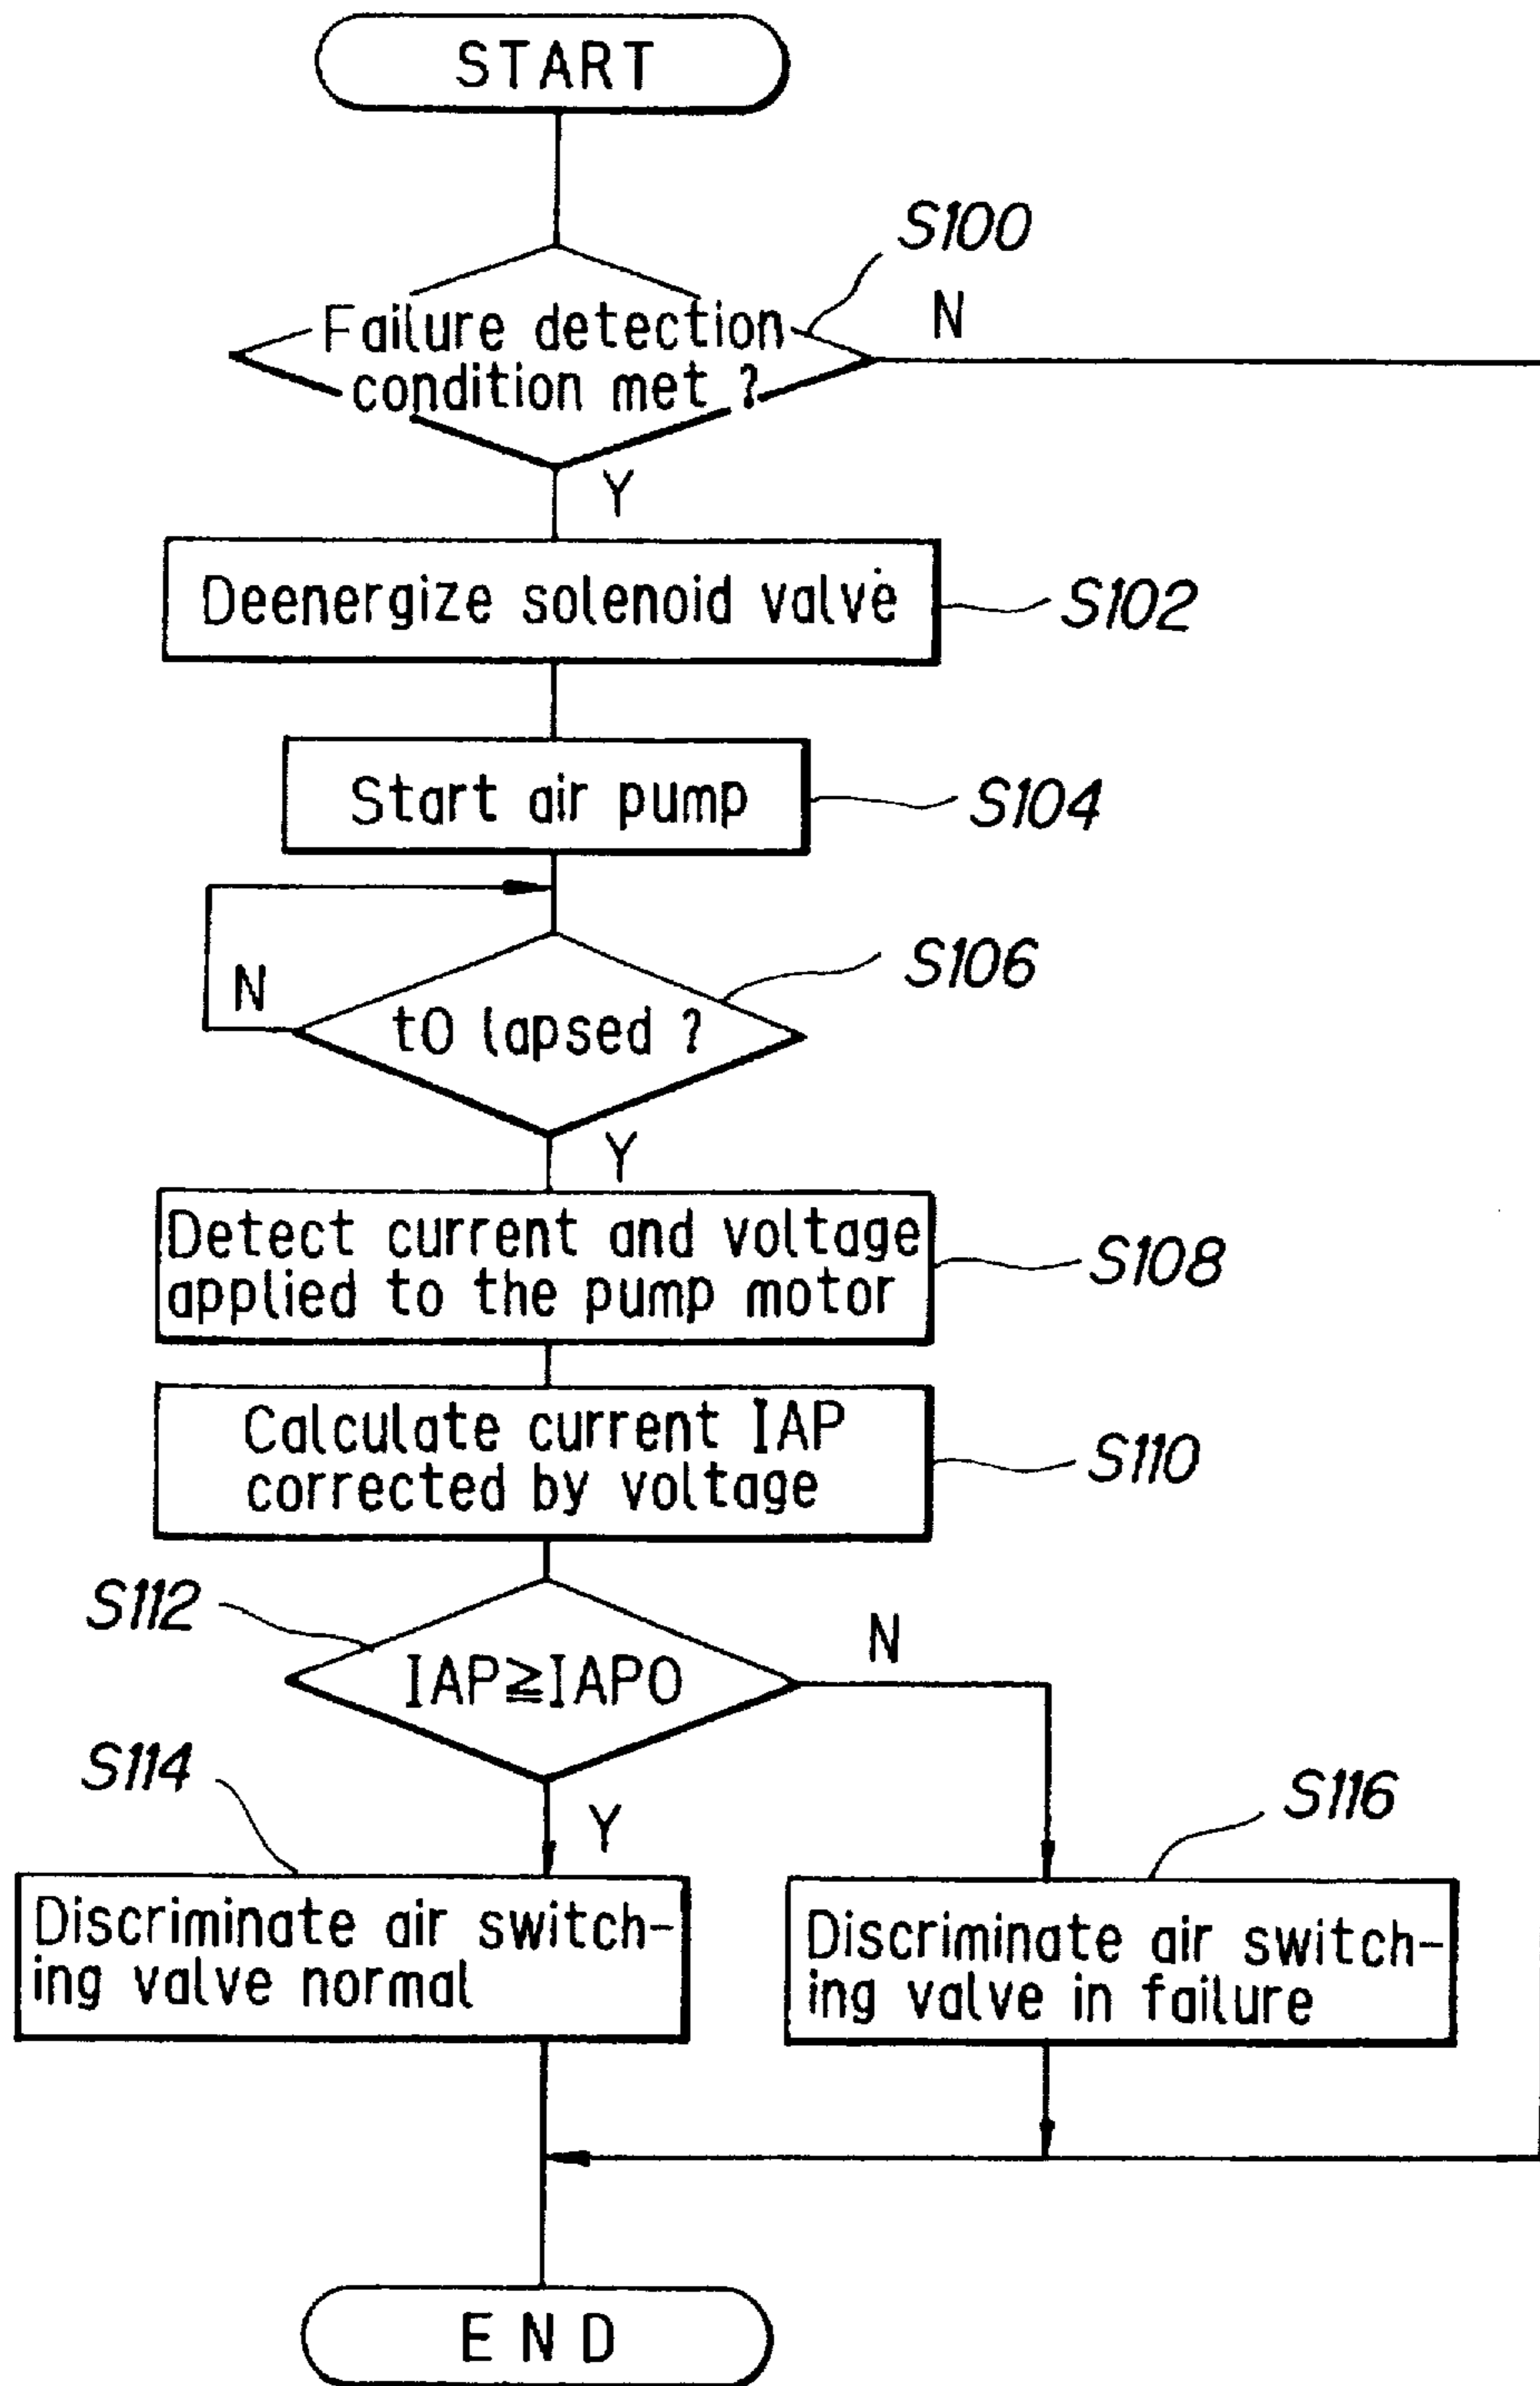 START
S100
N
Failure detection
condition met ?
Y
Deenergize solenoid valve
S102
Start air pump
S104
S106
N
t0 lapsed ?
Y
Detect current and voltage
applied to the pump motor
S108
Calculate current IAP
corrected by voltage
S110
S112
N
IAP≧IAP0
S114
Y
S116
Discriminate air switch-
ing valve normal
Discriminate air switch-
ing valve in failure
END